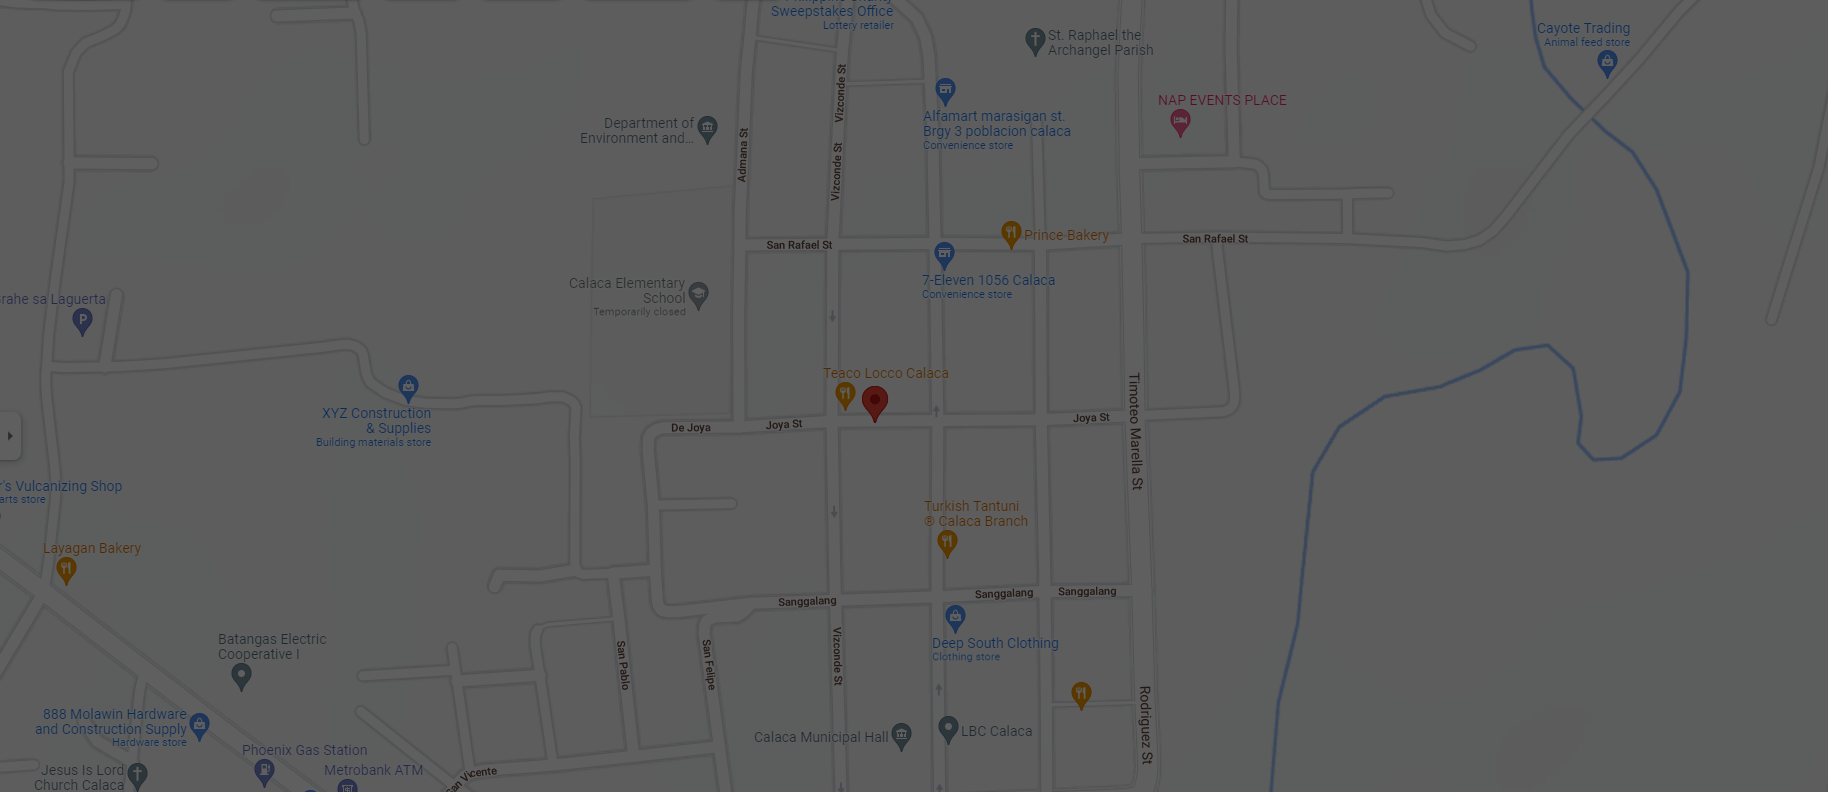 Sweepstakes Office
Lottery retailer
St. Raphael the
Archangel Parish
Cayote Trading
Animal feed store
NAP EVENTS PLACE
Vizconde St
Alfamart marasigan st.
Brgy 3 poblacion calaca
Convenience store
Department of
Environment and...
Admana St
Vizconde St
San Rafael St
Prince Bakery
San Rafael St
7-Eleven 1056 Calaca
Convenience store
Calaca Elementary
School
Temporarily closed
rahe sa Laguerta
P
Teaco Locco Calaca
XYZ Construction
& Supplies
Building materials store
De Joya
Joya St
Joya St
Timoteo Marella St
r's Vulcanizing Shop
arts store
Turkish Tantuni
® Calaca Branch
Layagan Bakery
Sanggalang
Sanggalang
Sanggalang
Batangas Electric
Cooperative I
San Pablo
San Felipe
Vizconde St
Deep South Clothing
Clothing store
Rodriguez St
888 Molawin Hardware
and Construction Supply
Hardware store
Calaca Municipal Hall
LBC Calaca
Phoenix Gas Station
Metrobank ATM
Jesus Is Lord
Church Calaca
San Vicente